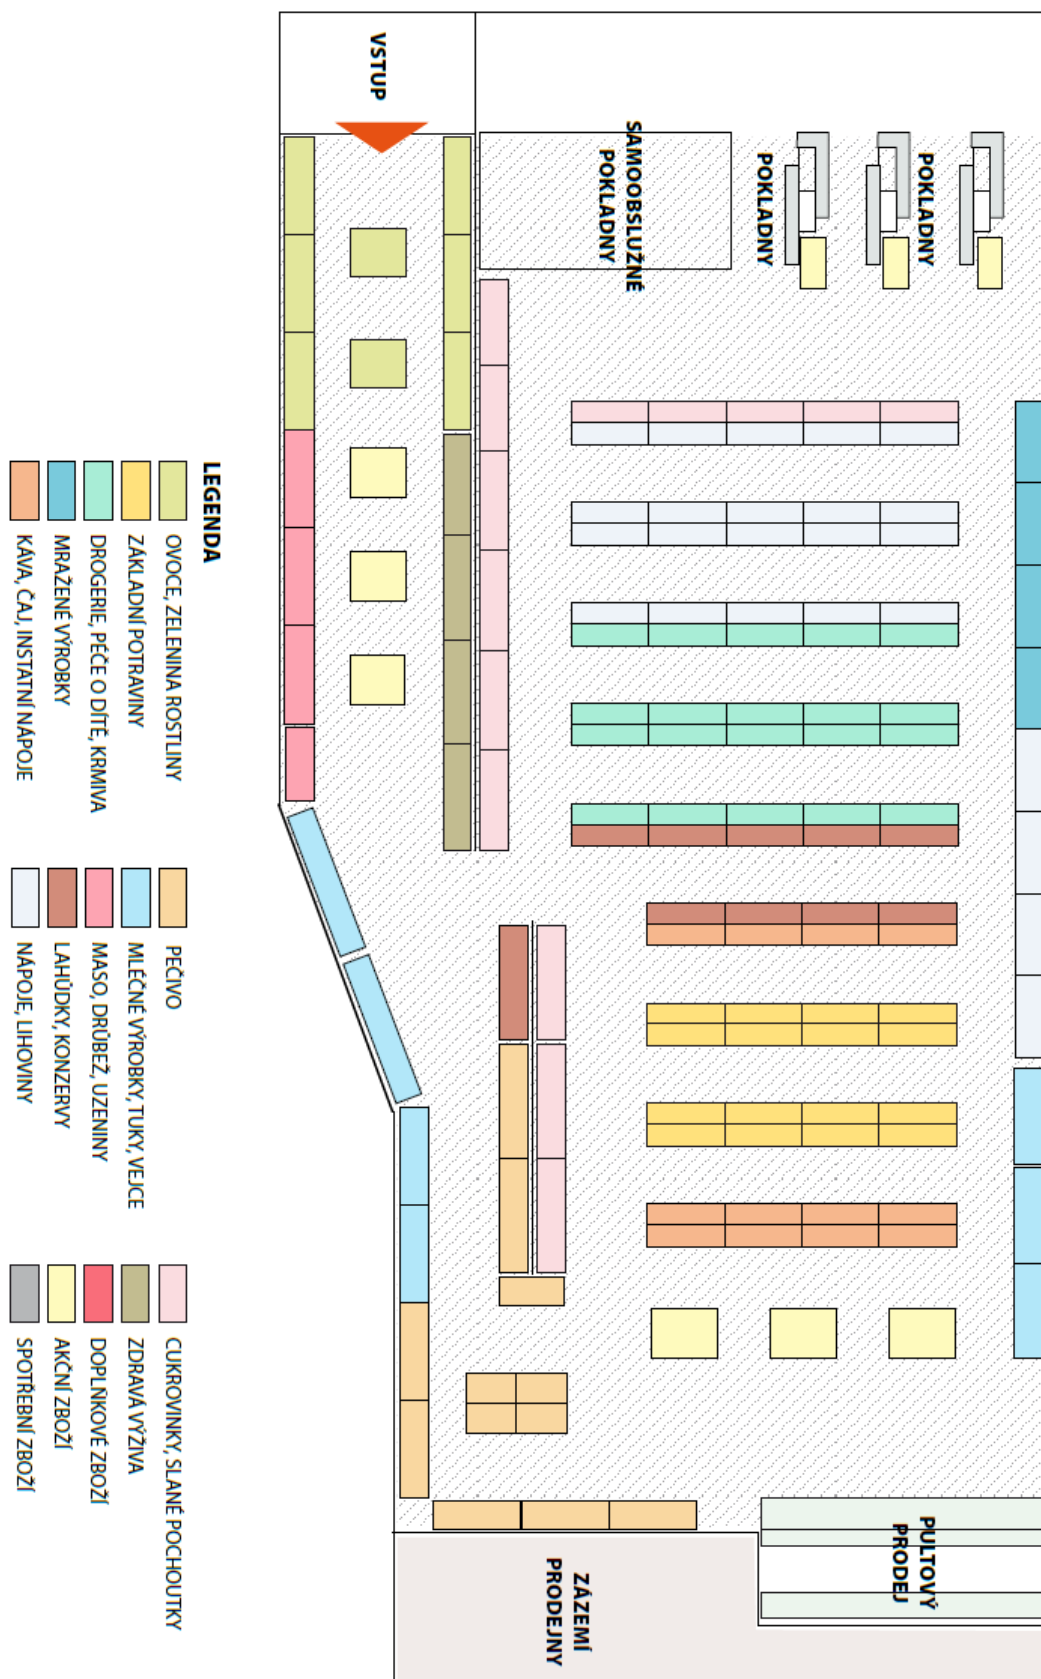 VSTUP
SAMOOBSLUŽNÉ
POKLADNY
POKLADNY
POKLADNY
LEGENDA
OVOCE, ZELENINA ROSTLINY
ZÁKLADNÍ POTRAVINY
DROGERIE, PÉČE O DÍTĚ, KRMIVA
MRAŽENÉ VÝROBKY
KÁVA, ČAJ, INSTATNÍ NÁPOJE
PEČIVO
MLÉČNÉ VÝROBKY, TUKY, VEJCE
MASO, DRŮBEŽ, UZENINY
LAHŮDKY, KONZERVY
NÁPOJE, LIHOVINY
CUKROVINKY, SLANÉ POCHOUTKY
ZDRAVÁ VÝŽIVA
DOPLŇKOVÉ ZBOŽÍ
AKČNÍ ZBOŽÍ
SPOTŘEBNÍ ZBOŽÍ
PULTOVÝ
PRODEJ
ZÁZEMÍ
PRODEJNY